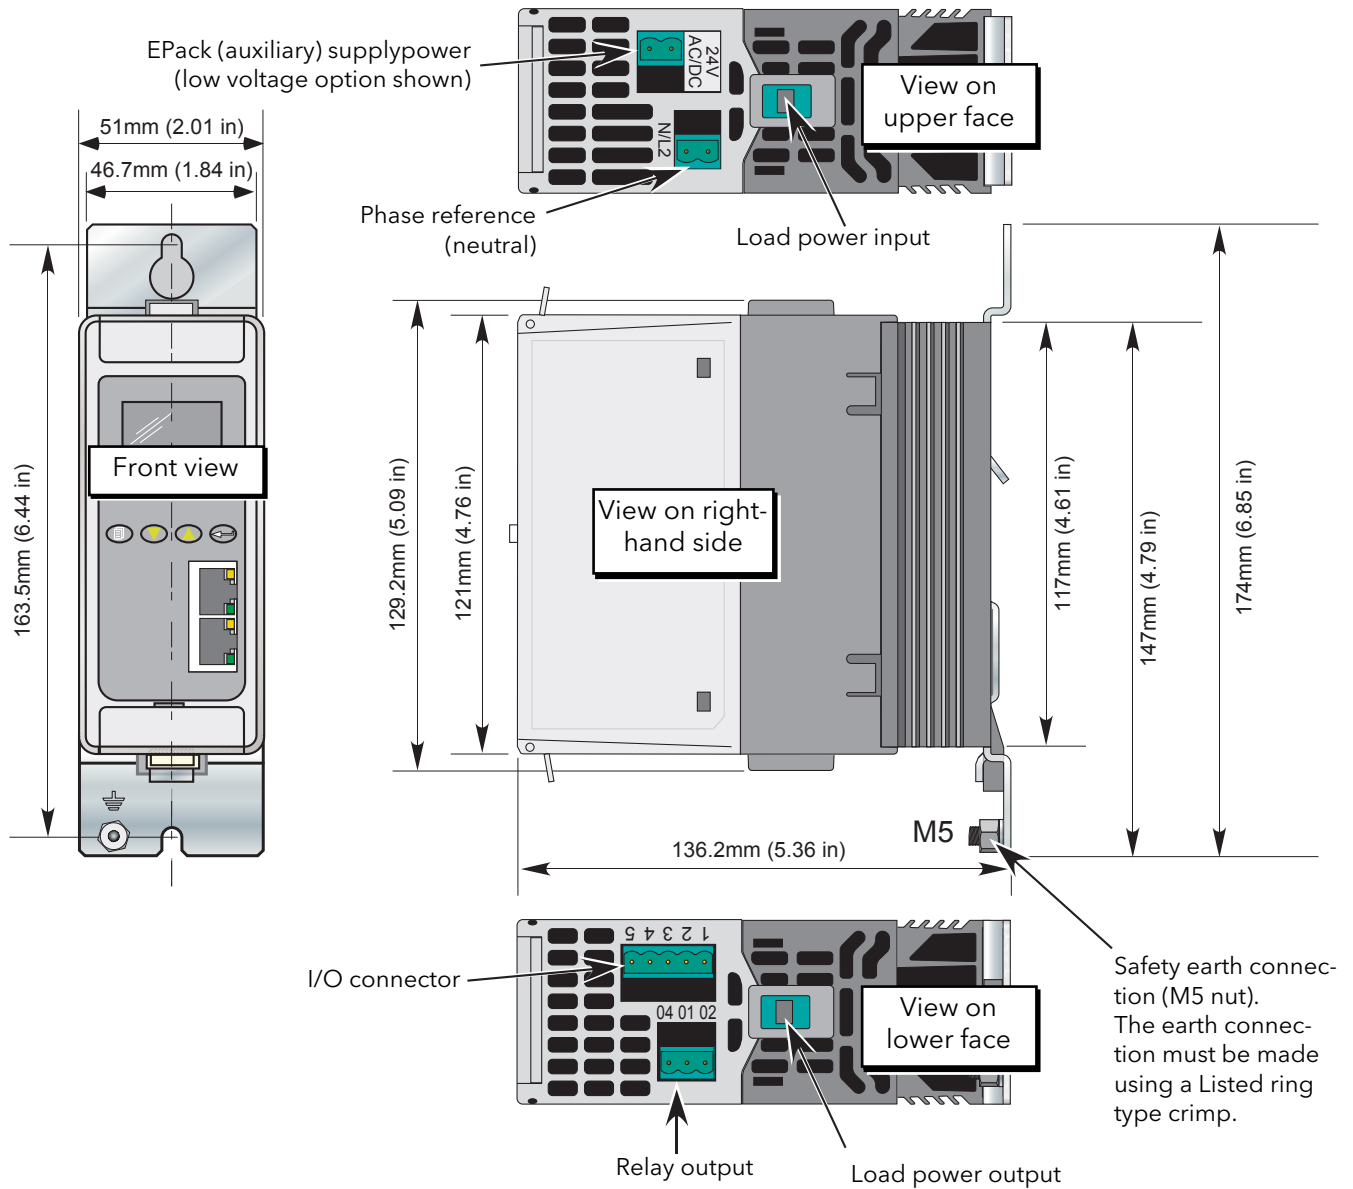 EPack (auxiliary) supplypower
(low voltage option shown)
24V
AC/DC
N/L2
View on
upper face
Phase reference
(neutral)
Load power input
51mm (2.01 in)
46.7mm (1.84 in)
163.5mm (6.44 in)
Front view
129.2mm (5.09 in)
121mm (4.76 in)
View on right-
hand side
117mm (4.61 in)
147mm (4.79 in)
174mm (6.85 in)
M5
136.2mm (5.36 in)
5 4 3 2 1
I/O connector
04 01 02
View on
lower face
Relay output
Load power output
Safety earth connec-
tion (M5 nut).
The earth connec-
tion must be made
using a Listed ring
type crimp.